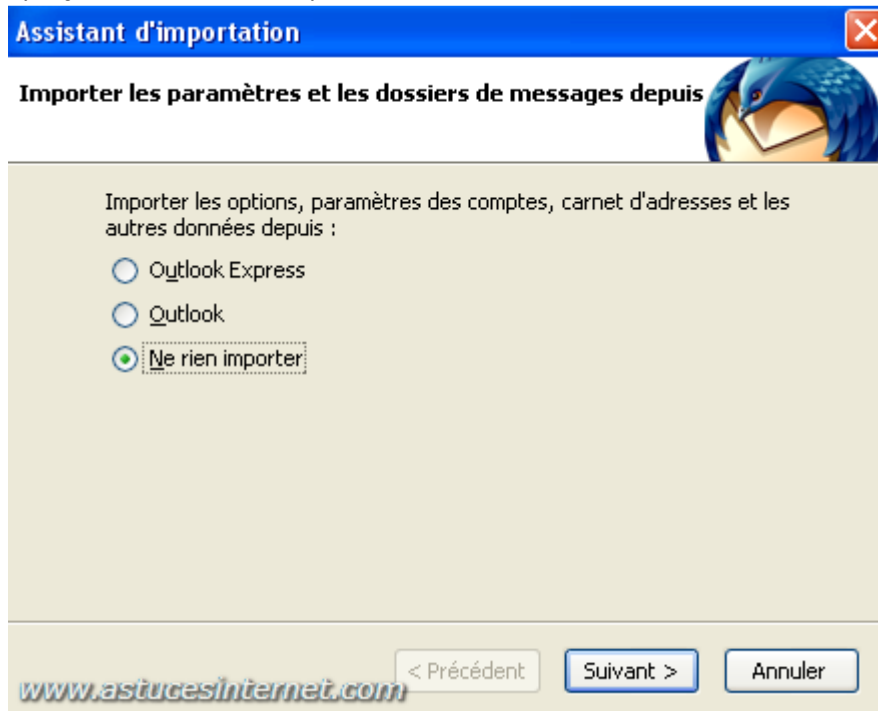 Assistant d'importation
Importer les paramètres et les dossiers de messages depuis
Importer les options, paramètres des comptes, carnet d'adresses et les
autres données depuis :
Outlook Express
Outlook
Ne rien importer
< Précédent Suivant > Annuler
www.astucesinternet.com